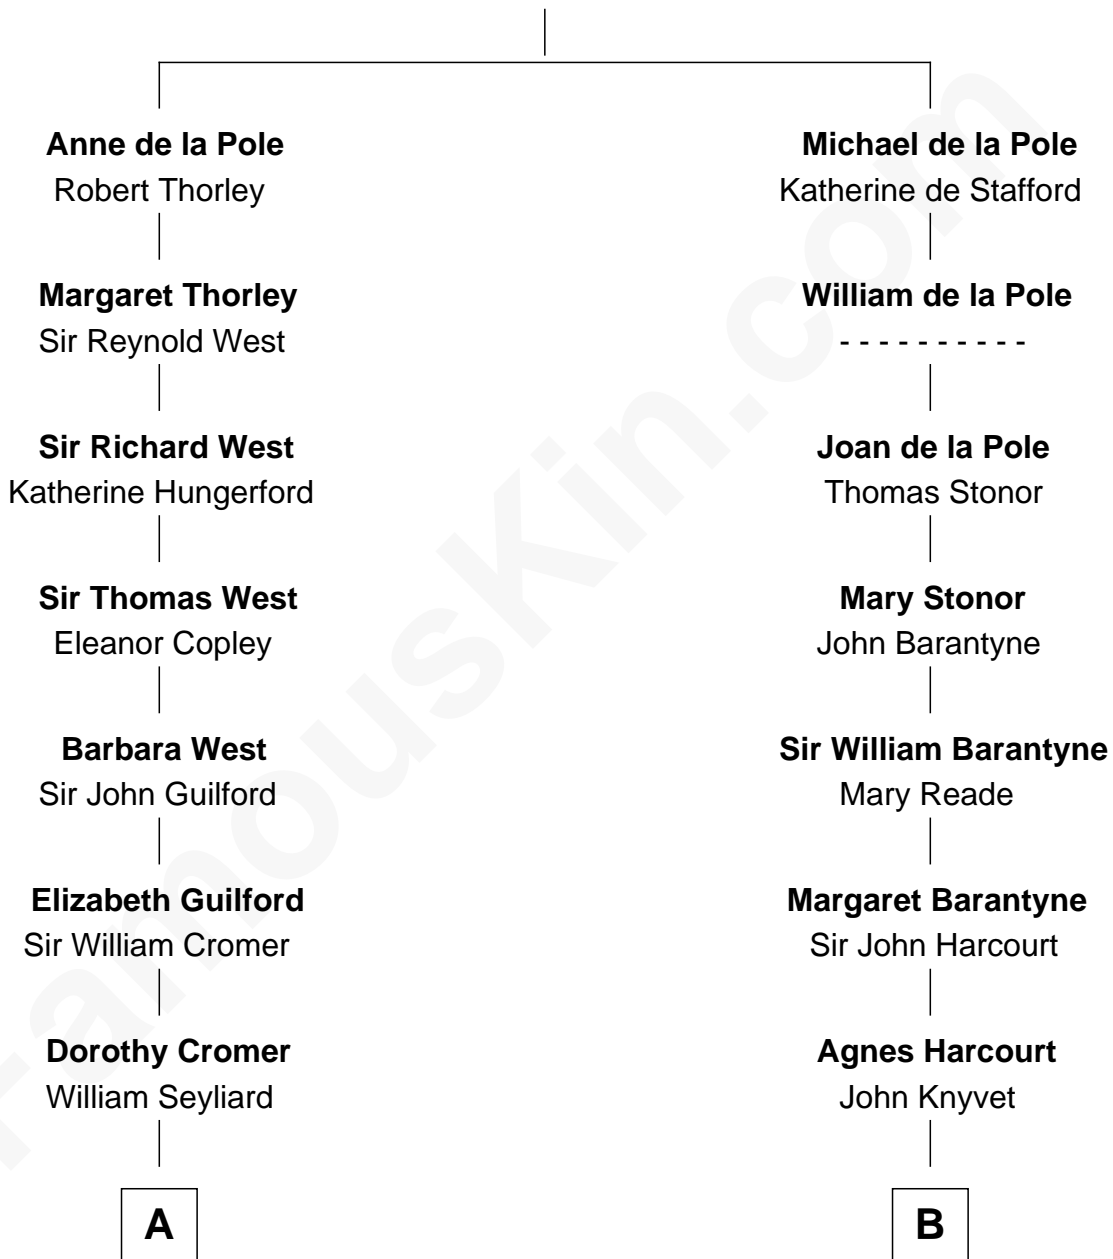 Anne de la Pole
Robert Thorley
Margaret Thorley
Sir Reynold West
Sir Richard West
Katherine Hungerford
Sir Thomas West
Eleanor Copley
Barbara West
Sir John Guilford
Elizabeth Guilford
Sir William Cromer
Dorothy Cromer
William Seyliard
A
Michael de la Pole
Katherine de Stafford
William de la Pole
- - - - - - - - - -
Joan de la Pole
Thomas Stonor
Mary Stonor
John Barantyne
Sir William Barantyne
Mary Reade
Margaret Barantyne
Sir John Harcourt
Agnes Harcourt
John Knyvet
B
FamousKin.com